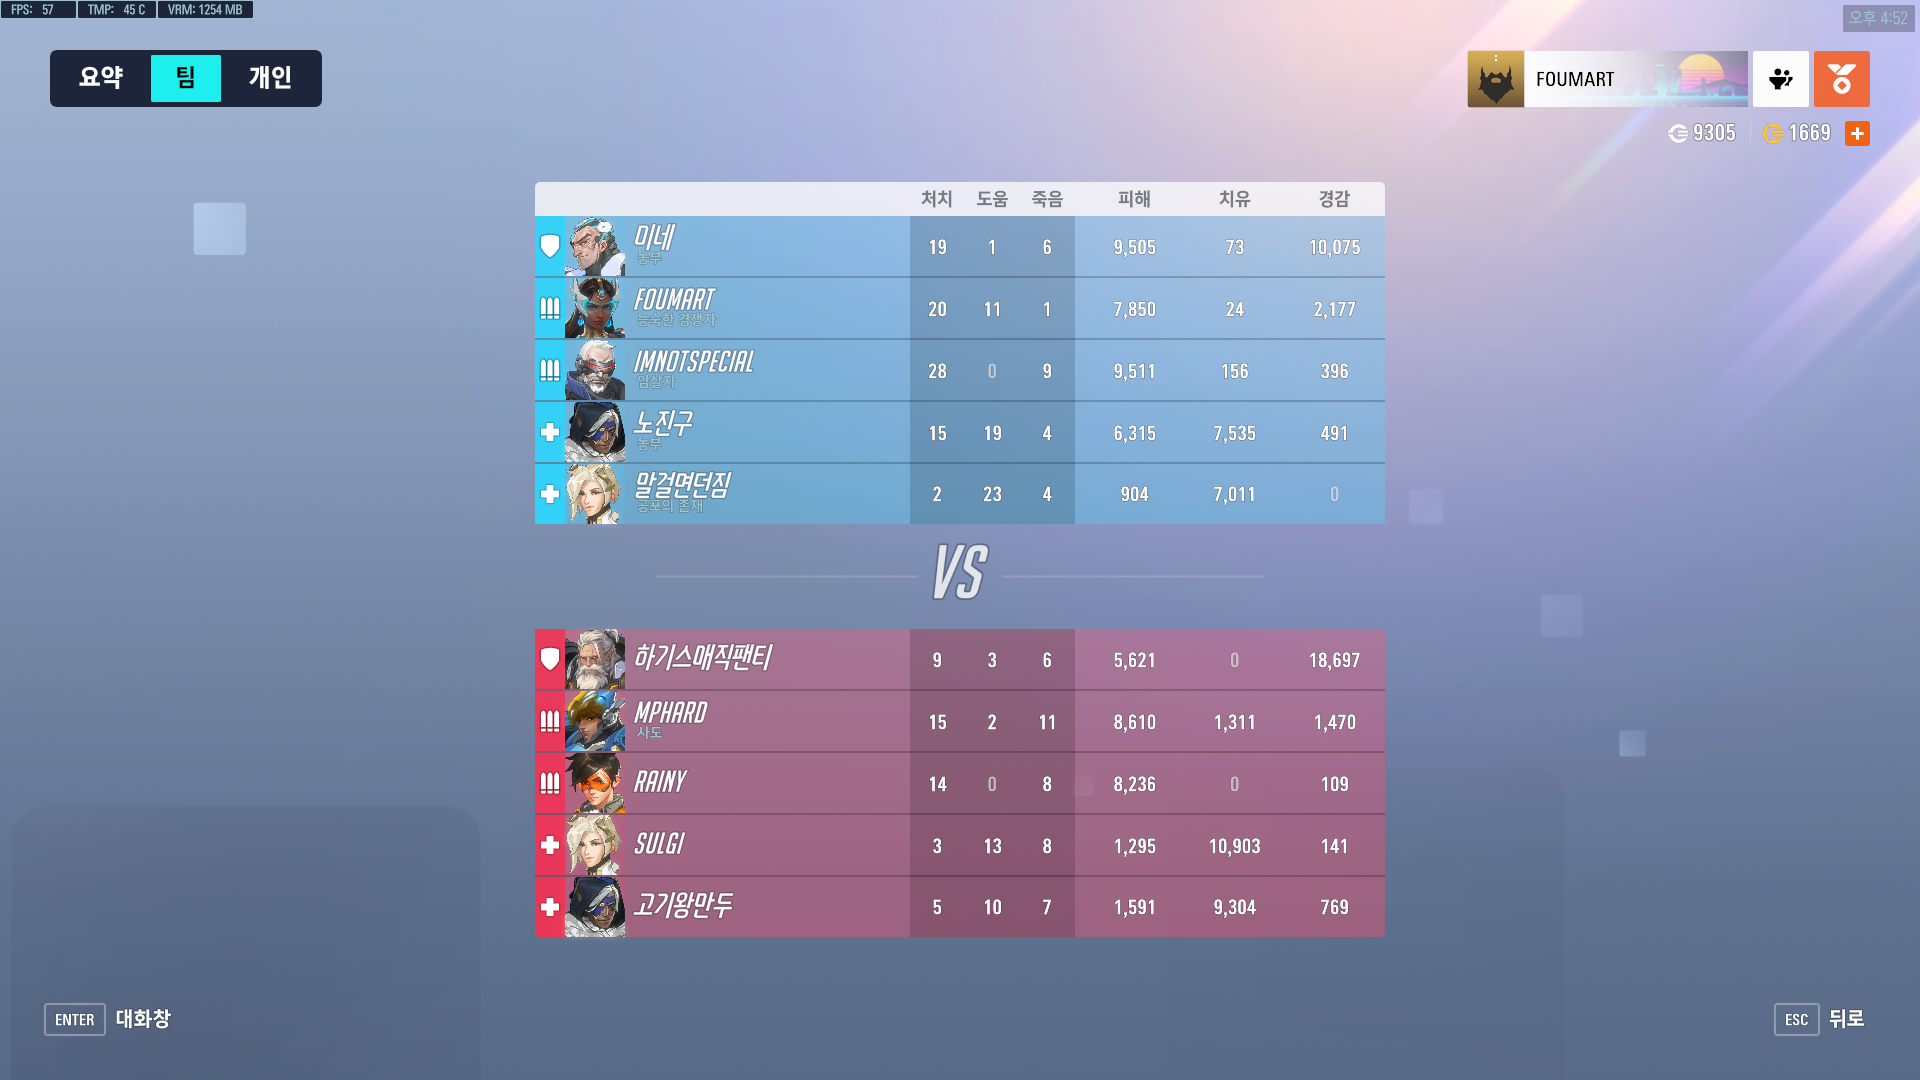 FPS: 57 TMP: 45 C VRM: 1254 MB
오후 4:52
요약 팀 개인
FOUMART
9305 1669 +
처치 도움 죽음 피해 치유 경감
미네 19 1 6 9,505 73 10,075
농부
FOUMART 20 11 1 7,850 24 2,177
능숙한 경쟁자
IMNOTSPECIAL 28 0 9 9,511 156 396
암살자
노진구 15 19 4 6,315 7,535 491
농부
말걸면던짐 2 23 4 904 7,011 0
공포의 존재
VS
하기스매직팬티 9 3 6 5,621 0 18,697
MPHARD 15 2 11 8,610 1,311 1,470
사도
RAINY 14 0 8 8,236 0 109
SULGI 3 13 8 1,295 10,903 141
고기왕만두 5 10 7 1,591 9,304 769
ENTER 대화창
ESC 뒤로